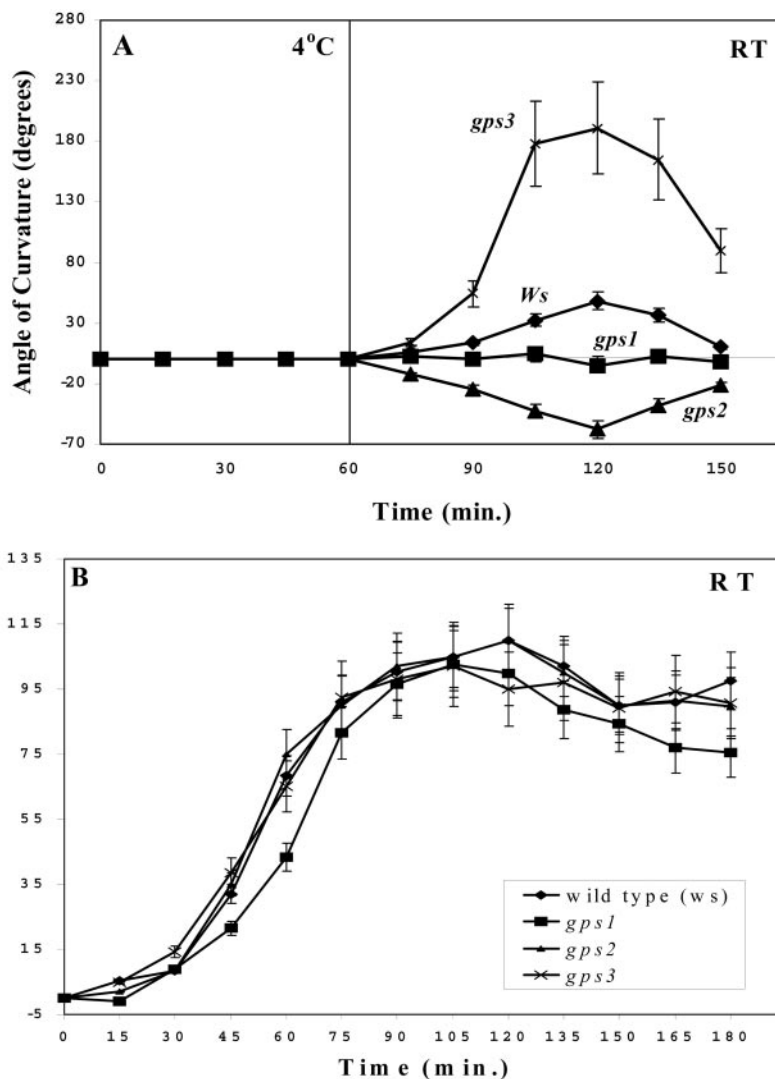 A 4°C RT
Angle of Curvature (degrees)
280
230
180
130
80
30
-20
-70
gps3
Ws
gps1
gps2
0 30 60 90 120 150
Time (min.)
B RT
135
115
95
75
55
35
15
-5
wild type (ws)
gps1
gps2
gps3
0 15 30 45 60 75 90 105 120 135 150 165 180
Time (min.)